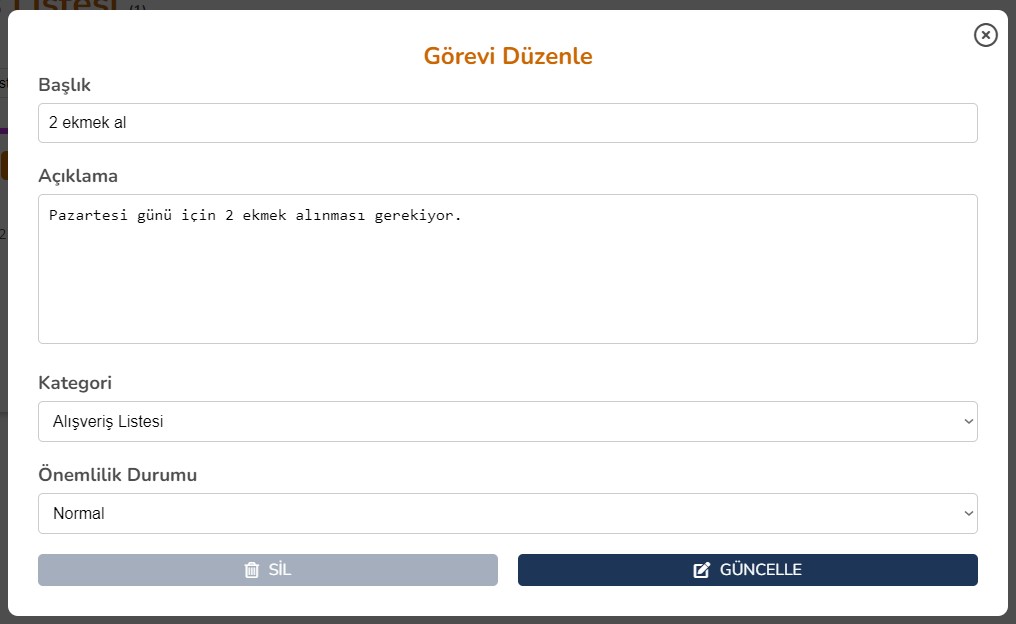 Listesi (1)
Görevi Düzenle
Başlık
2 ekmek al
Açıklama
Pazartesi günü için 2 ekmek alınması gerekiyor.
Kategori
Alışveriş Listesi
Önemlilik Durumu
Normal
SİL
GÜNCELLE